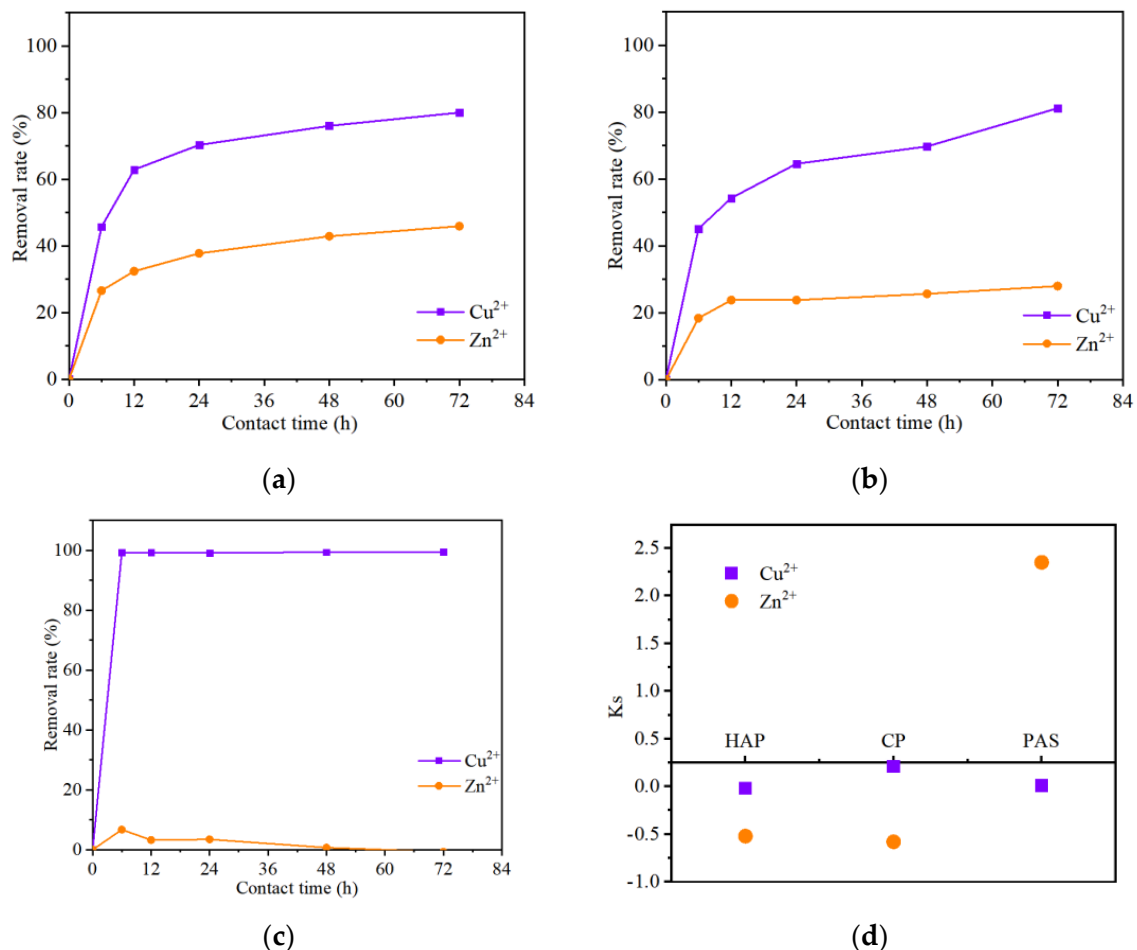 100
80
60
40
20
0
Removal rate (%)
Cu²⁺
Zn²⁺
0 12 24 36 48 60 72 84
Contact time (h)
(a)
100
80
60
40
20
0
Removal rate (%)
Cu²⁺
Zn²⁺
0 12 24 36 48 60 72 84
Contact time (h)
(b)
100
80
60
40
20
0
Removal rate (%)
Cu²⁺
Zn²⁺
0 12 24 36 48 60 72 84
Contact time (h)
(c)
2.5
2.0
1.5
1.0
0.5
0.0
-0.5
-1.0
Ks
Cu²⁺
Zn²⁺
HAP CP PAS
(d)